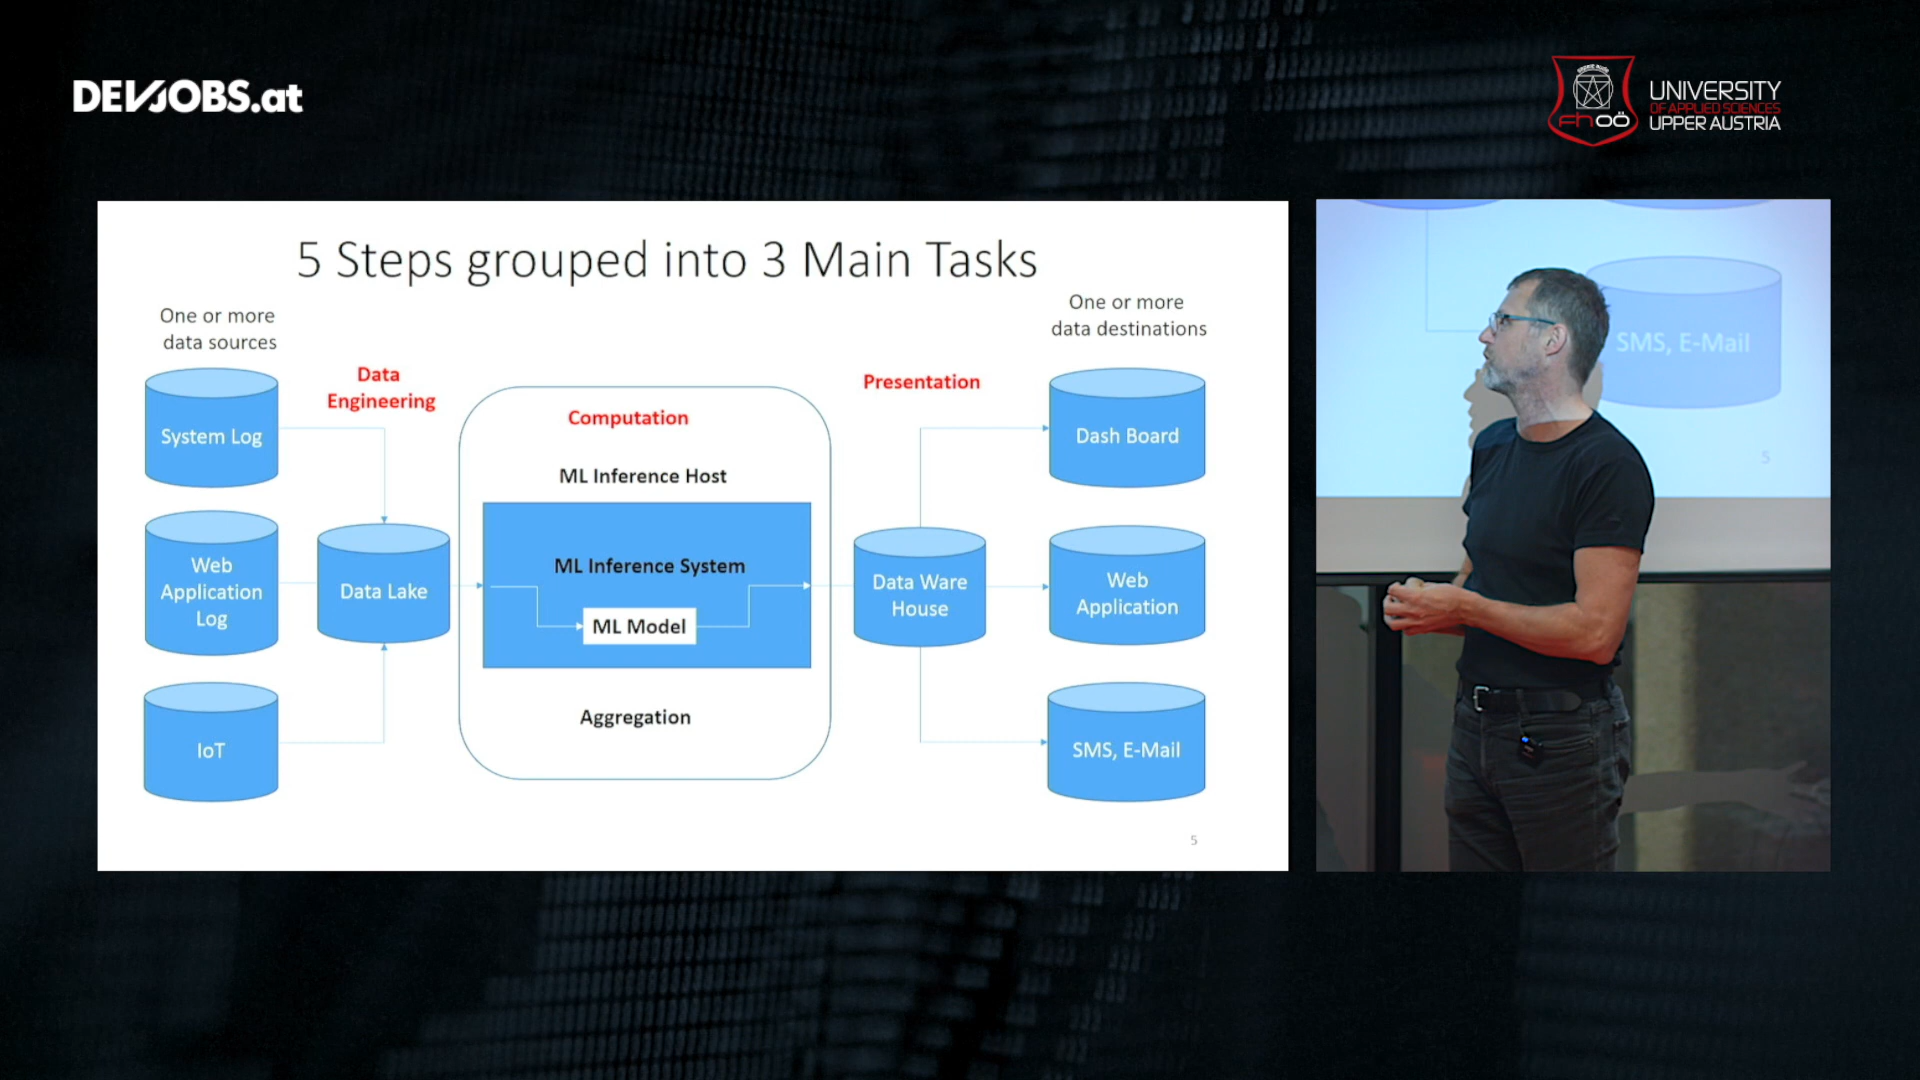 DEVJOBS.at
fhoö
UNIVERSITY
OF APPLIED SCIENCES
UPPER AUSTRIA
5 Steps grouped into 3 Main Tasks
One or more
data sources
One or more
data destinations
Data
Engineering
Computation
Presentation
System Log
Web
Application
Log
IoT
Data Lake
ML Inference Host
ML Inference System
ML Model
Aggregation
Data Ware
House
Dash Board
Web
Application
SMS, E-Mail
5
SMS, E-Mail
5